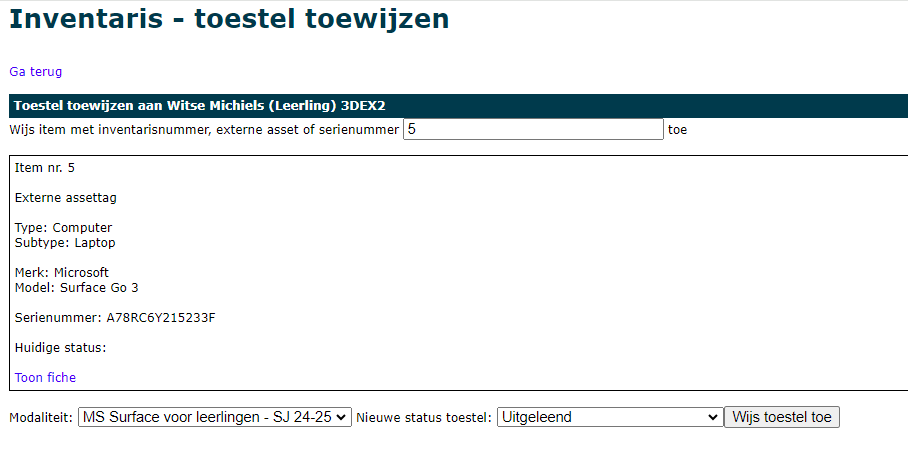 Inventaris - toestel toewijzen
Ga terug
Toestel toewijzen aan Witse Michiels (Leerling) 3DEX2
Wijs item met inventarisnummer, externe asset of serienummer 5 toe
Item nr. 5
Externe assettag
Type: Computer
Subtype: Laptop
Merk: Microsoft
Model: Surface Go 3
Serienummer: A78RC6Y215233F
Huidige status:
Toon fiche
Modaliteit: MS Surface voor leerlingen - SJ 24-25 Nieuwe status toestel: Uitgeleend Wijs toestel toe